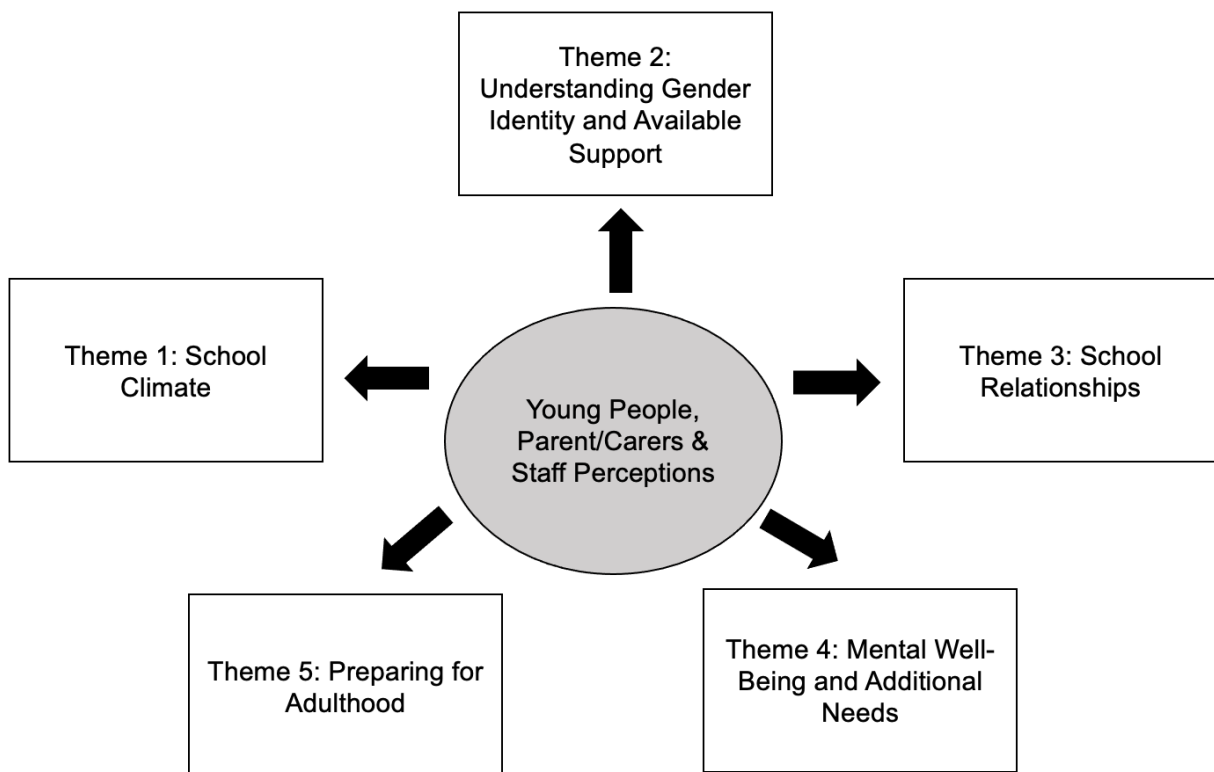 Theme 2:
Understanding Gender
Identity and Available
Support
Theme 1: School
Climate
Young People,
Parent/Carers &
Staff Perceptions
Theme 3: School
Relationships
Theme 5: Preparing for
Adulthood
Theme 4: Mental Well-
Being and Additional
Needs